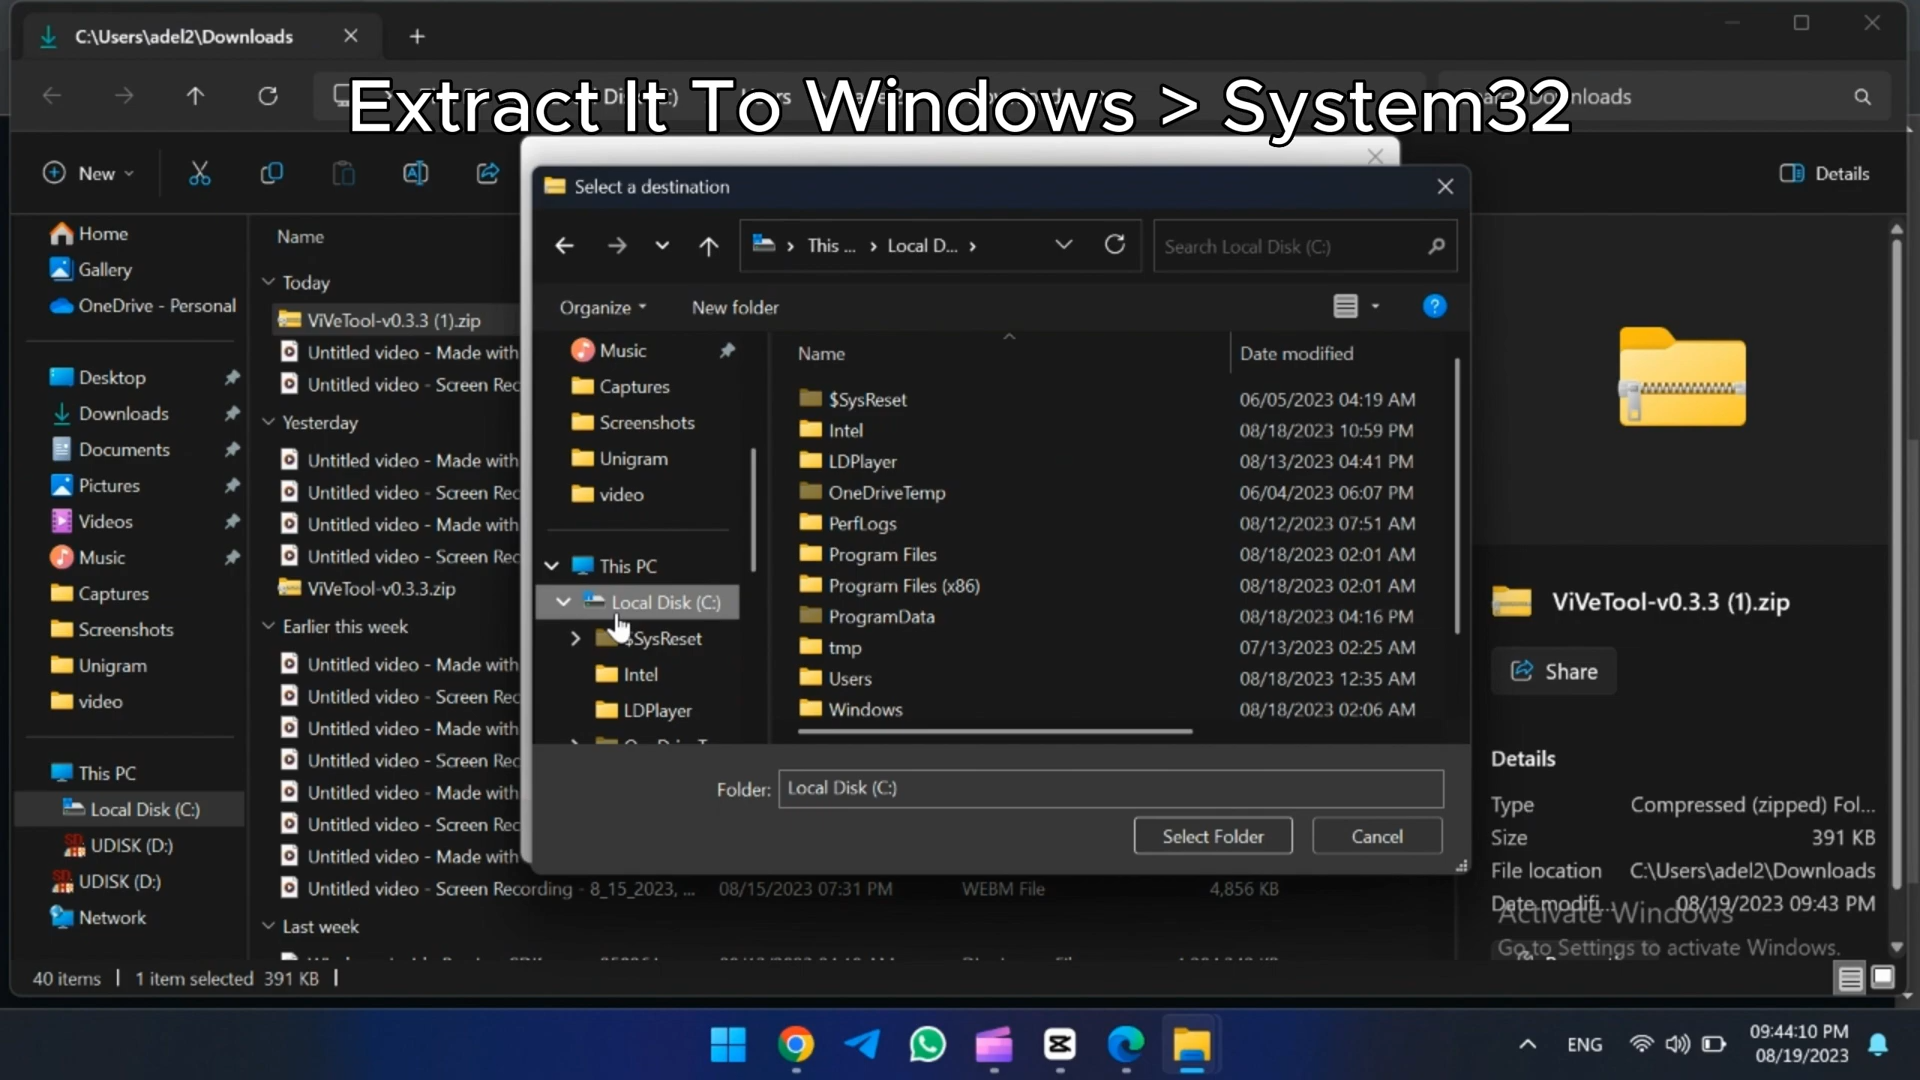 C:\Users\adel2\Downloads
Extract It To Windows > System32
New
Details
Select a destination
This ...
Local D...
Search Local Disk (C:)
Organize
New folder
Home
Gallery
OneDrive - Personal
Desktop
Downloads
Documents
Pictures
Videos
Music
Captures
Screenshots
Unigram
video
This PC
Local Disk (C:)
UDISK (D:)
UDISK (D:)
Network
Name
Today
ViVeTool-v0.3.3 (1).zip
Untitled video - Made with
Untitled video - Screen Rec
Yesterday
Untitled video - Made with
Untitled video - Screen Rec
Untitled video - Made with
Untitled video - Screen Rec
ViVeTool-v0.3.3.zip
Earlier this week
Untitled video - Made with
Untitled video - Screen Rec
Untitled video - Made with
Untitled video - Screen Rec
Untitled video - Made with
Untitled video - Screen Rec
Untitled video - Made with
Untitled video - Screen Recording - 8_15_2023, ... 08/15/2023 07:31 PM WEBM File 4,856 KB
Last week
Music
Captures
Screenshots
Unigram
video
This PC
Local Disk (C:)
$SysReset
Intel
LDPlayer
Name Date modified
$SysReset 06/05/2023 04:19 AM
Intel 08/18/2023 10:59 PM
LDPlayer 08/13/2023 04:41 PM
OneDriveTemp 06/04/2023 06:07 PM
PerfLogs 08/12/2023 07:51 AM
Program Files 08/18/2023 02:01 AM
Program Files (x86) 08/18/2023 02:01 AM
ProgramData 08/18/2023 04:16 PM
tmp 07/13/2023 02:25 AM
Users 08/18/2023 12:35 AM
Windows 08/18/2023 02:06 AM
Folder: Local Disk (C:)
Select Folder
Cancel
ViVeTool-v0.3.3 (1).zip
Share
Details
Type Compressed (zipped) Fol...
Size 391 KB
File location C:\Users\adel2\Downloads
Date modifi... 08/19/2023 09:43 PM
Activate Windows
Go to Settings to activate Windows.
40 items 1 item selected 391 KB
ENG
09:44:10 PM
08/19/2023